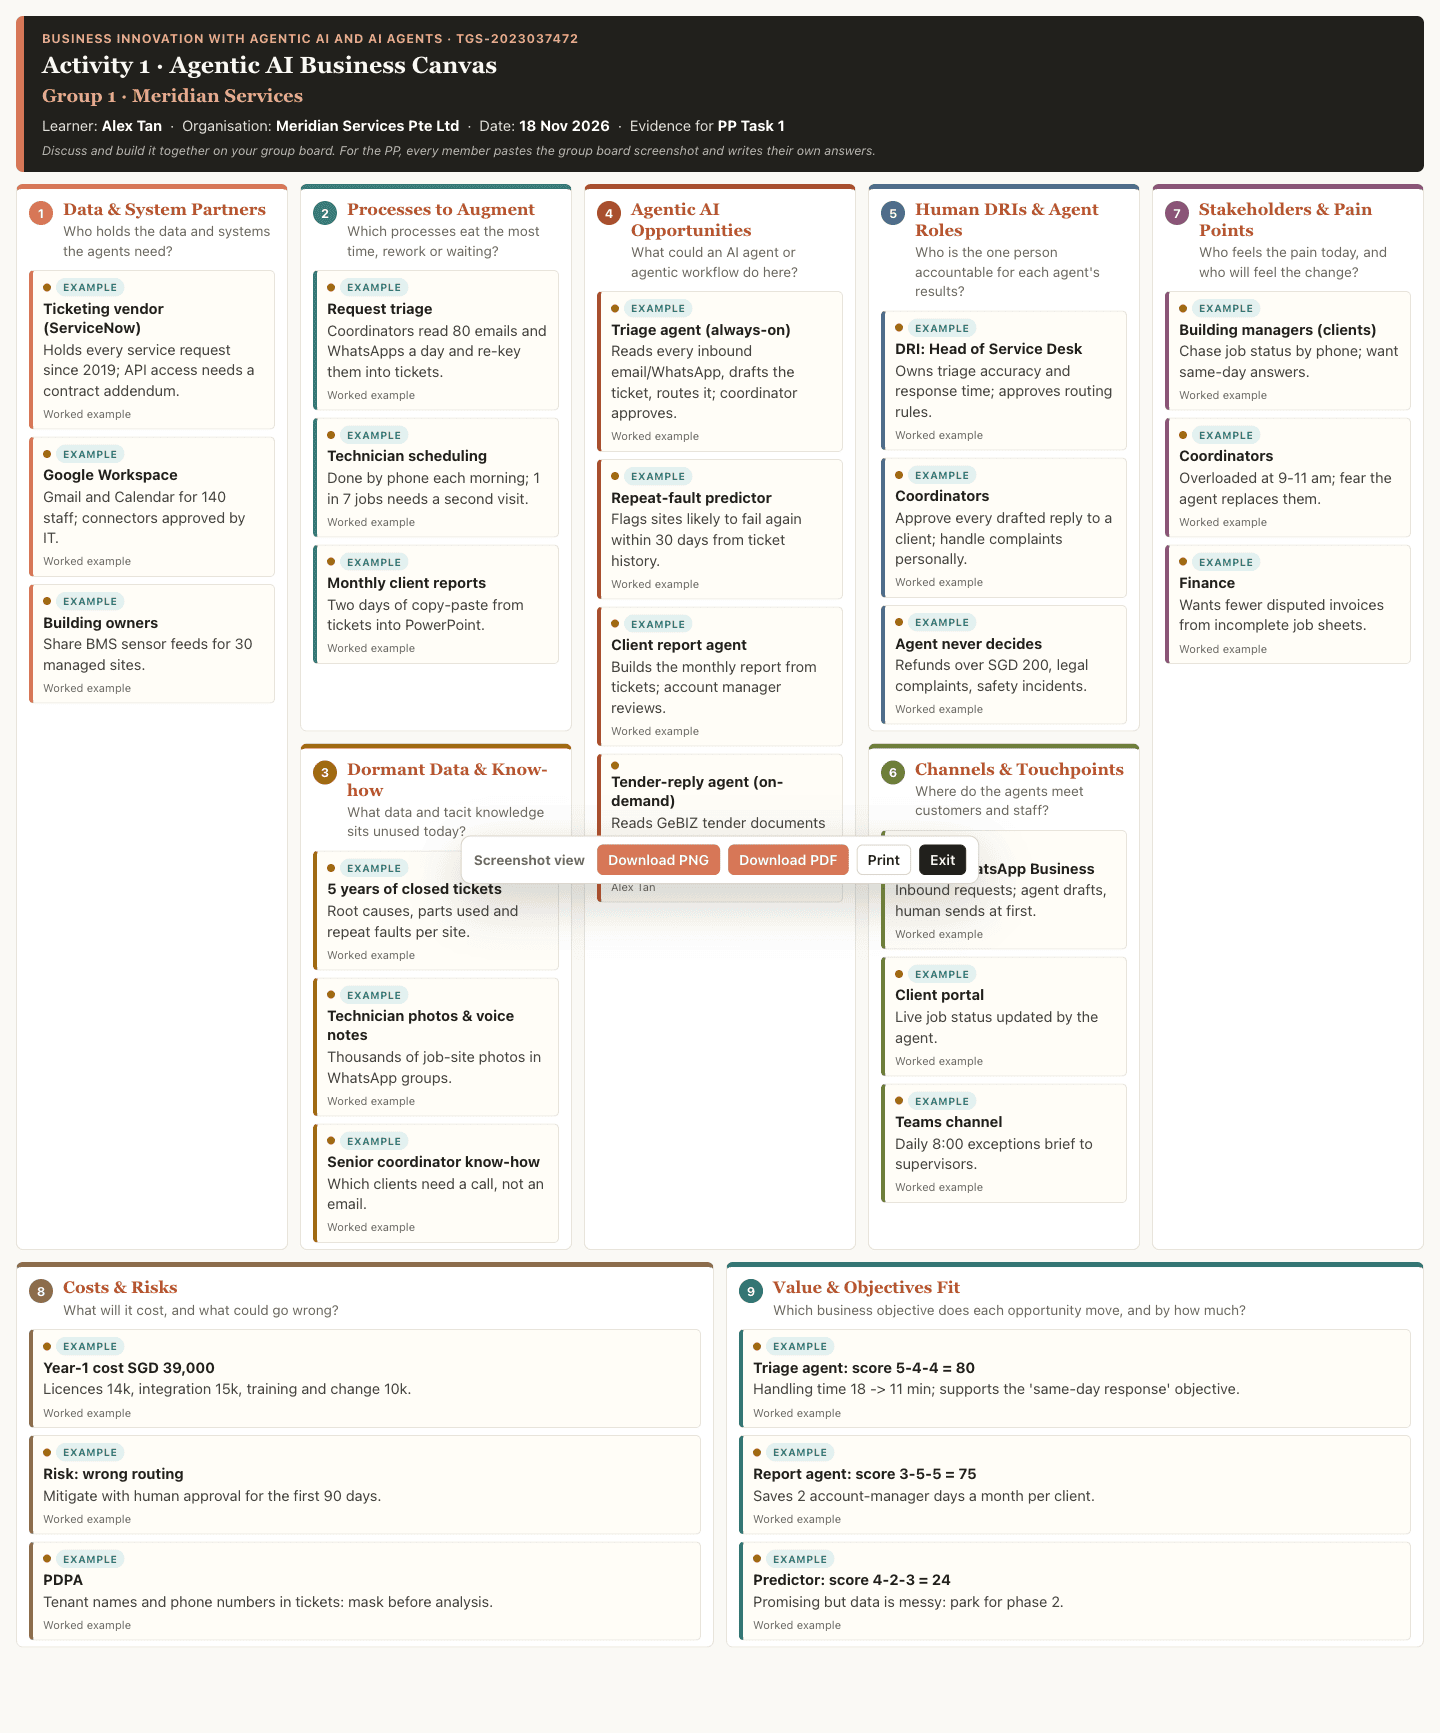 BUSINESS INNOVATION WITH AGENTIC AI AND AI AGENTS · TGS-2023037472
Activity 1 · Agentic AI Business Canvas
Group 1 · Meridian Services
Learner: Alex Tan · Organisation: Meridian Services Pte Ltd · Date: 18 Nov 2026 · Evidence for PP Task 1
Discuss and build it together on your group board. For the PP, every member pastes the group board screenshot and writes their own answers.
1
Data & System Partners
Who holds the data and systems
the agents need?
EXAMPLE
Ticketing vendor
(ServiceNow)
Holds every service request
since 2019; API access needs a
contract addendum.
Worked example
EXAMPLE
Google Workspace
Gmail and Calendar for 140
staff; connectors approved by
IT.
Worked example
EXAMPLE
Building owners
Share BMS sensor feeds for 30
managed sites.
Worked example
2
Processes to Augment
Which processes eat the most
time, rework or waiting?
EXAMPLE
Request triage
Coordinators read 80 emails and
WhatsApps a day and re-key
them into tickets.
Worked example
EXAMPLE
Technician scheduling
Done by phone each morning; 1
in 7 jobs needs a second visit.
Worked example
EXAMPLE
Monthly client reports
Two days of copy-paste from
tickets into PowerPoint.
Worked example
3
Dormant Data & Know-
how
What data and tacit knowledge
sits unused today?
EXAMPLE
5 years of closed tickets
Root causes, parts used and
repeat faults per site.
Worked example
EXAMPLE
Technician photos & voice
notes
Thousands of job-site photos in
WhatsApp groups.
Worked example
EXAMPLE
Senior coordinator know-how
Which clients need a call, not an
email.
Worked example
4
Agentic AI
Opportunities
What could an AI agent or
agentic workflow do here?
EXAMPLE
Triage agent (always-on)
Reads every inbound
email/WhatsApp, drafts the
ticket, routes it; coordinator
approves.
Worked example
EXAMPLE
Repeat-fault predictor
Flags sites likely to fail again
within 30 days from ticket
history.
Worked example
EXAMPLE
Client report agent
Builds the monthly report from
tickets; account manager
reviews.
Worked example
Tender-reply agent (on-
demand)
Reads GeBIZ tender documents
Alex Tan
Screenshot view
Download PNG
Download PDF
Print
Exit
5
Human DRIs & Agent
Roles
Who is the one person
accountable for each agent's
results?
EXAMPLE
DRI: Head of Service Desk
Owns triage accuracy and
response time; approves routing
rules.
Worked example
EXAMPLE
Coordinators
Approve every drafted reply to a
client; handle complaints
personally.
Worked example
EXAMPLE
Agent never decides
Refunds over SGD 200, legal
complaints, safety incidents.
Worked example
6
Channels & Touchpoints
Where do the agents meet
customers and staff?
atsApp Business
Inbound requests; agent drafts,
human sends at first.
Worked example
EXAMPLE
Client portal
Live job status updated by the
agent.
Worked example
EXAMPLE
Teams channel
Daily 8:00 exceptions brief to
supervisors.
Worked example
7
Stakeholders & Pain
Points
Who feels the pain today, and
who will feel the change?
EXAMPLE
Building managers (clients)
Chase job status by phone; want
same-day answers.
Worked example
EXAMPLE
Coordinators
Overloaded at 9-11 am; fear the
agent replaces them.
Worked example
EXAMPLE
Finance
Wants fewer disputed invoices
from incomplete job sheets.
Worked example
8
Costs & Risks
What will it cost, and what could go wrong?
EXAMPLE
Year-1 cost SGD 39,000
Licences 14k, integration 15k, training and change 10k.
Worked example
EXAMPLE
Risk: wrong routing
Mitigate with human approval for the first 90 days.
Worked example
EXAMPLE
PDPA
Tenant names and phone numbers in tickets: mask before analysis.
Worked example
9
Value & Objectives Fit
Which business objective does each opportunity move, and by how much?
EXAMPLE
Triage agent: score 5-4-4 = 80
Handling time 18 -> 11 min; supports the 'same-day response' objective.
Worked example
EXAMPLE
Report agent: score 3-5-5 = 75
Saves 2 account-manager days a month per client.
Worked example
EXAMPLE
Predictor: score 4-2-3 = 24
Promising but data is messy: park for phase 2.
Worked example